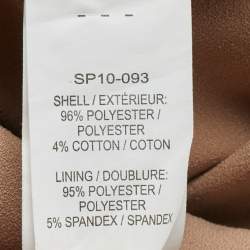 SP10-093
SHELL / EXTÉRIEUR:
96% POLYESTER /
POLYESTER
4% COTTON / COTON
LINING / DOUBLURE:
95% POLYESTER /
POLYESTER
5% SPANDEX / SPANDEX